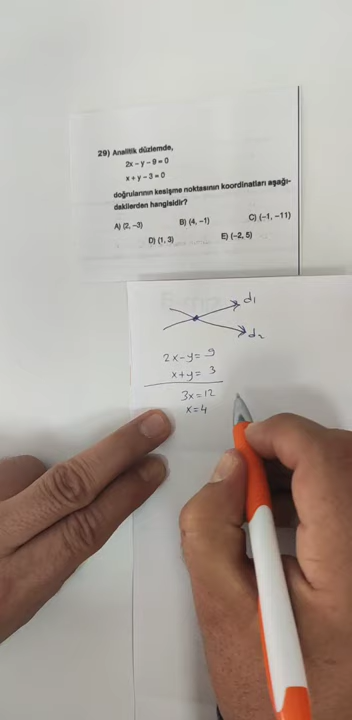 29) Analitik düzlemde,
2x – y – 9 = 0
x + y – 3 = 0
doğrularının kesişme noktasının koordinatları aşağı-
dakilerden hangisidir?
A) (2, –3) B) (4, –1) C) (–1, –11)
D) (1, 3) E) (–2, 5)
d1
d2
2x–y= 9
x+y= 3
3x=12
x=4